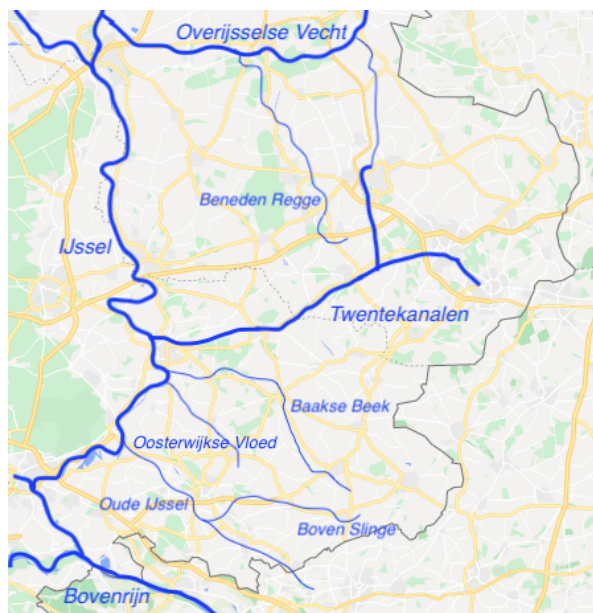 Overijsselse Vecht
Beneden Regge
IJssel
Twentekanalen
Baakse Beek
Oosterwijkse Vloed
Oude IJssel
Boven Slinge
Bovenrijn